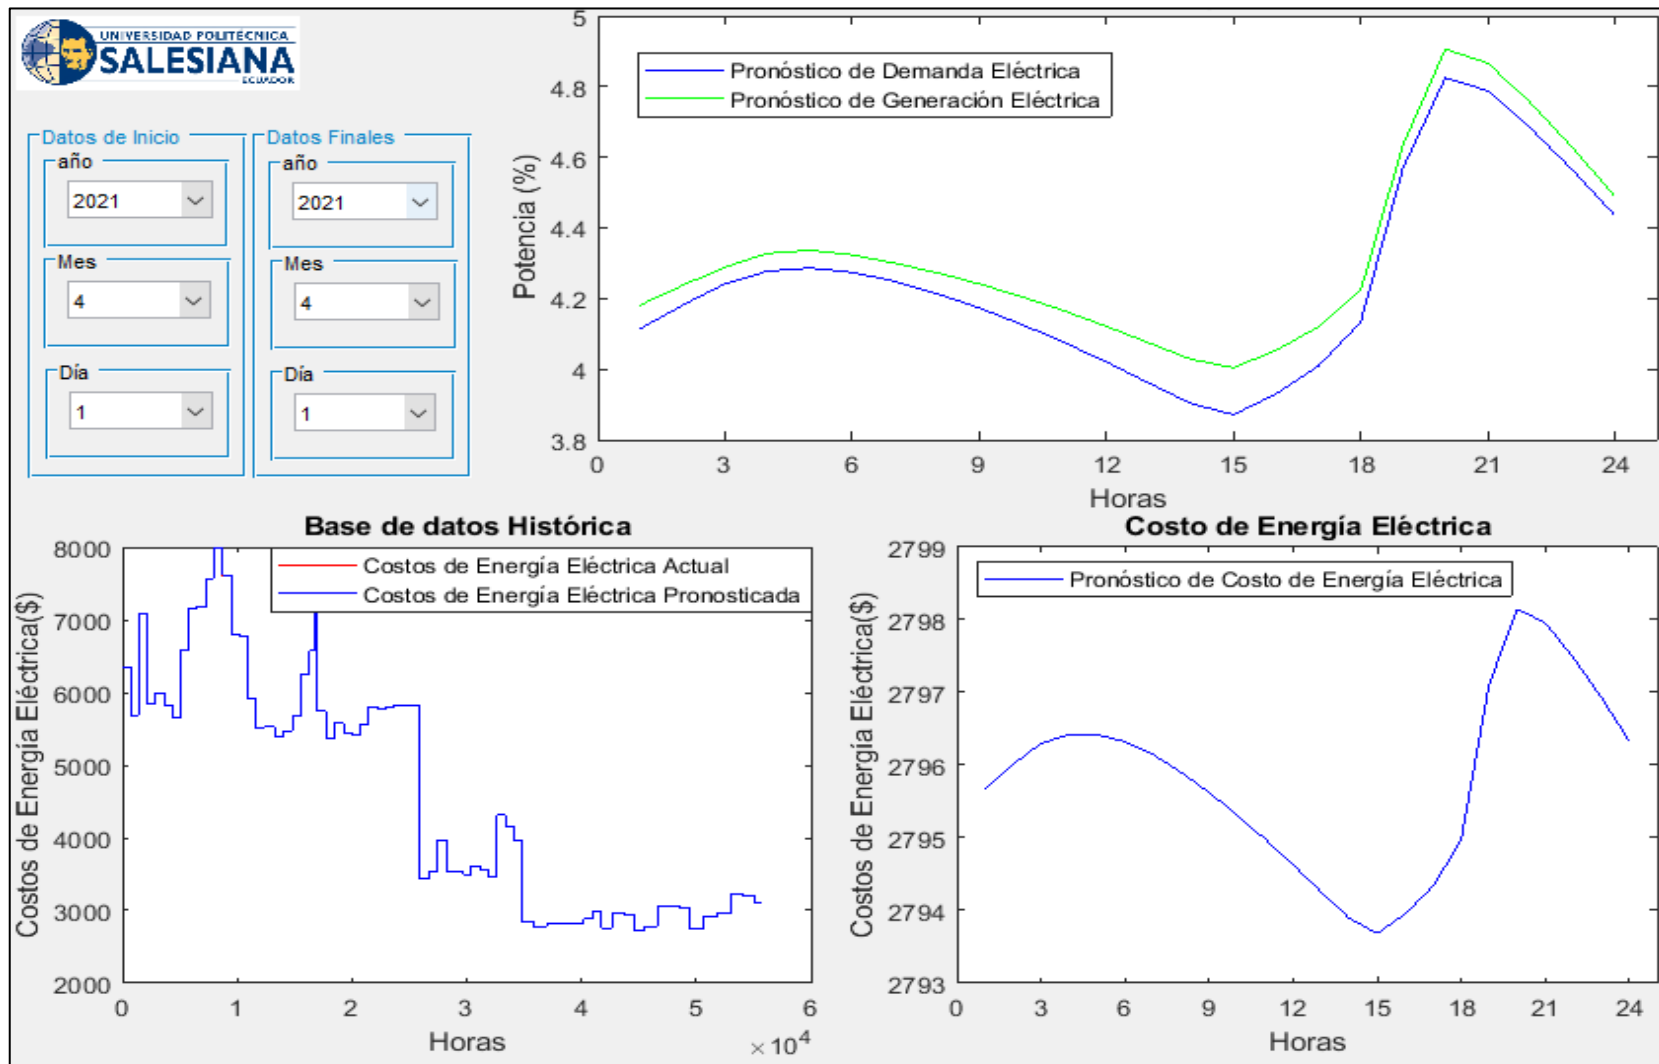 UNIVERSIDAD POLITÉCNICA
SALESIANA
ECUADOR
Datos de Inicio
año
2021
Mes
4
Día
1
Datos Finales
año
2021
Mes
4
Día
1
Pronóstico de Demanda Eléctrica
Pronóstico de Generación Eléctrica
Potencia (%)
5
4.8
4.6
4.4
4.2
4
3.8
0 3 6 9 12 15 18 21 24
Horas
Base de datos Histórica
Costos de Energía Eléctrica Actual
Costos de Energía Eléctrica Pronosticada
Costos de Energía Eléctrica($)
8000
7000
6000
5000
4000
3000
2000
0 1 2 3 4 5 6
Horas
×10⁴
Costo de Energía Eléctrica
Pronóstico de Costo de Energía Eléctrica
Costos de Energía Eléctrica($)
2799
2798
2797
2796
2795
2794
2793
0 3 6 9 12 15 18 21 24
Horas